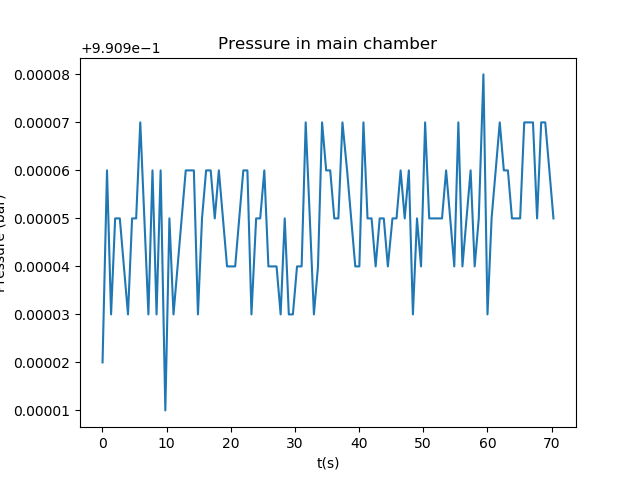 Pressure in main chamber
+9.909e−1
0.00008
0.00007
0.00006
0.00005
0.00004
0.00003
0.00002
0.00001
Pressure (bar)
0 10 20 30 40 50 60 70
t(s)